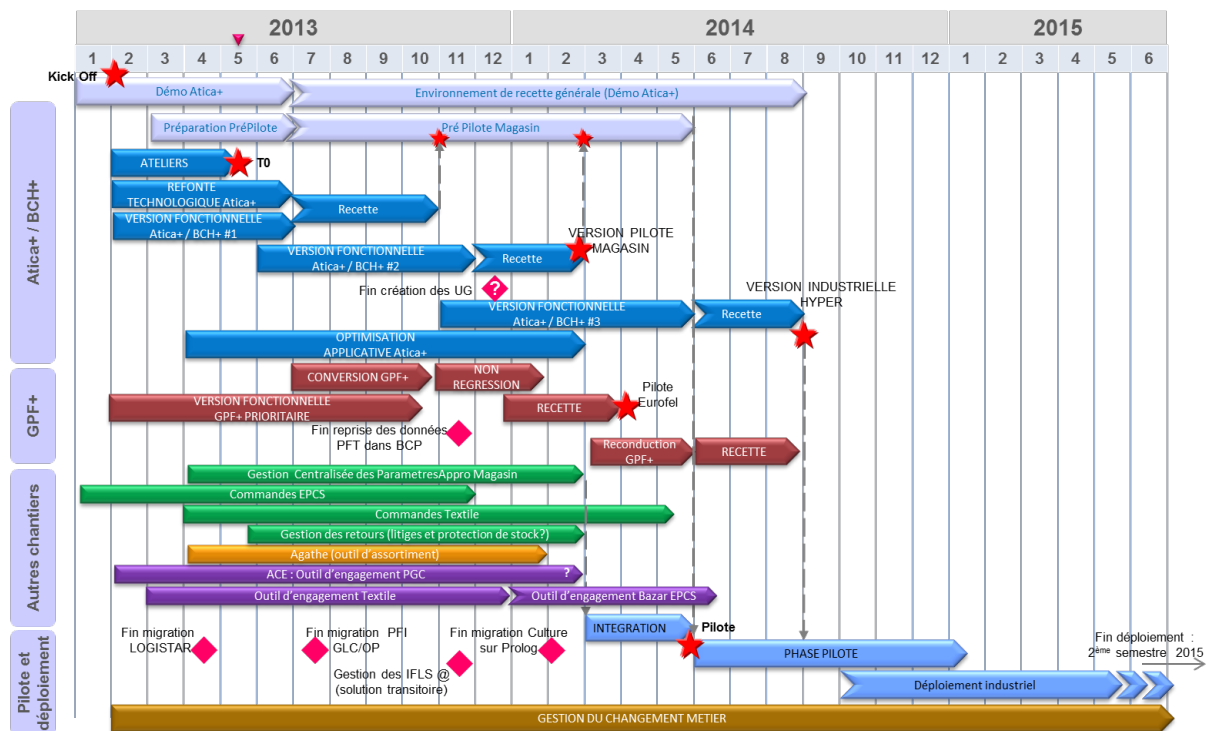 2013
2014
2015
1 2 3 4 5 6 7 8 9 10 11 12 1 2 3 4 5 6 7 8 9 10 11 12 1 2 3 4 5 6
Kick Off
Démo Atica+
Environnement de recette générale (Démo Atica+)
Préparation PréPilote
Pré Pilote Magasin
Atica+ / BCH+
ATELIERS
T0
REFONTE
TECHNOLOGIQUE Atica+
Recette
VERSION FONCTIONNELLE
Atica+ / BCH+ #1
VERSION FONCTIONNELLE
Atica+ / BCH+ #2
Recette
VERSION PILOTE
MAGASIN
Fin création des UG
?
VERSION FONCTIONNELLE
Atica+ / BCH+ #3
Recette
VERSION INDUSTRIELLE
HYPER
OPTIMISATION
APPLICATIVE Atica+
GPF+
CONVERSION GPF+
NON
REGRESSION
VERSION FONCTIONNELLE
GPF+ PRIORITAIRE
RECETTE
Pilote
Eurofel
Fin reprise des données
PFT dans BCP
Reconduction
GPF+
RECETTE
Autres chantiers
Gestion Centralisée des ParametresAppro Magasin
Commandes EPCS
Commandes Textile
Gestion des retours (litiges et protection de stock?)
Agathe (outil d'assortiment)
ACE : Outil d'engagement PGC
?
Outil d'engagement Textile
Outil d'engagement Bazar EPCS
Pilote et
déploiement
INTEGRATION
Pilote
Fin migration
LOGISTAR
Fin migration PFI
GLC/OP
Fin migration Culture
sur Prolog
Gestion des IFLS @
(solution transitoire)
PHASE PILOTE
Fin déploiement :
2ème semestre 2015
Déploiement industriel
GESTION DU CHANGEMENT METIER